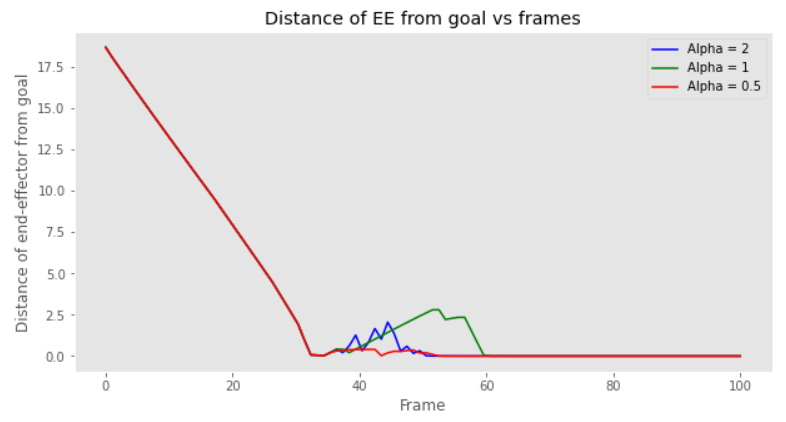 Distance of EE from goal vs frames
Alpha = 2
Alpha = 1
Alpha = 0.5
Distance of end-effector from goal
17.5
15.0
12.5
10.0
7.5
5.0
2.5
0.0
0 20 40 60 80 100
Frame